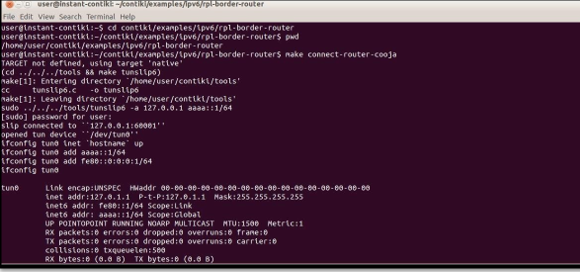 user@instant-contiki: ~/contiki/examples/ipv6/rpl-border-router
File Edit View Search Terminal Help
user@instant-contiki:~$ cd contiki/examples/ipv6/rpl-border-router
user@instant-contiki:~/contiki/examples/ipv6/rpl-border-router$ pwd
/home/user/contiki/examples/ipv6/rpl-border-router
user@instant-contiki:~/contiki/examples/ipv6/rpl-border-router$ make connect-router-cooja
TARGET not defined, using target 'native'
(cd ../../../tools && make tunslip6)
make[1]: Entering directory `/home/user/contiki/tools'
cc     tunslip6.c   -o tunslip6
make[1]: Leaving directory `/home/user/contiki/tools'
sudo ../../../tools/tunslip6 -a 127.0.0.1 aaaa::1/64
[sudo] password for user:
slip connected to ``127.0.0.1:60001''
opened tun device ``/dev/tun0''
ifconfig tun0 inet `hostname` up
ifconfig tun0 add aaaa::1/64
ifconfig tun0 add fe80::0:0:0:1/64
ifconfig tun0
tun0      Link encap:UNSPEC  HWaddr 00-00-00-00-00-00-00-00-00-00-00-00-00-00-00-00
inet addr:127.0.1.1  P-t-P:127.0.1.1  Mask:255.255.255.255
inet6 addr: fe80::1/64 Scope:Link
inet6 addr: aaaa::1/64 Scope:Global
UP POINTOPOINT RUNNING NOARP MULTICAST  MTU:1500  Metric:1
RX packets:0 errors:0 dropped:0 overruns:0 frame:0
TX packets:0 errors:0 dropped:0 overruns:0 carrier:0
collisions:0 txqueuelen:500
RX bytes:0 (0.0 B)  TX bytes:0 (0.0 B)